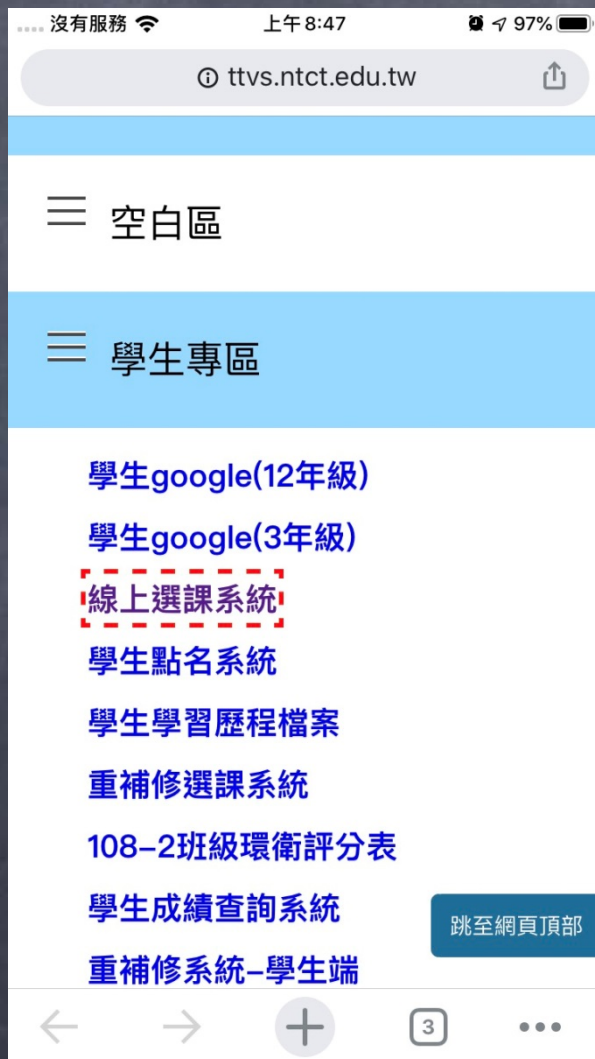 沒有服務 上午8:47 97%
ttvs.ntct.edu.tw
空白區
學生專區
學生google(12年級)
學生google(3年級)
線上選課系統
學生點名系統
學生學習歷程檔案
重補修選課系統
108-2班級環衛評分表
學生成績查詢系統
跳至網頁頂部
重補修系統-學生端
3